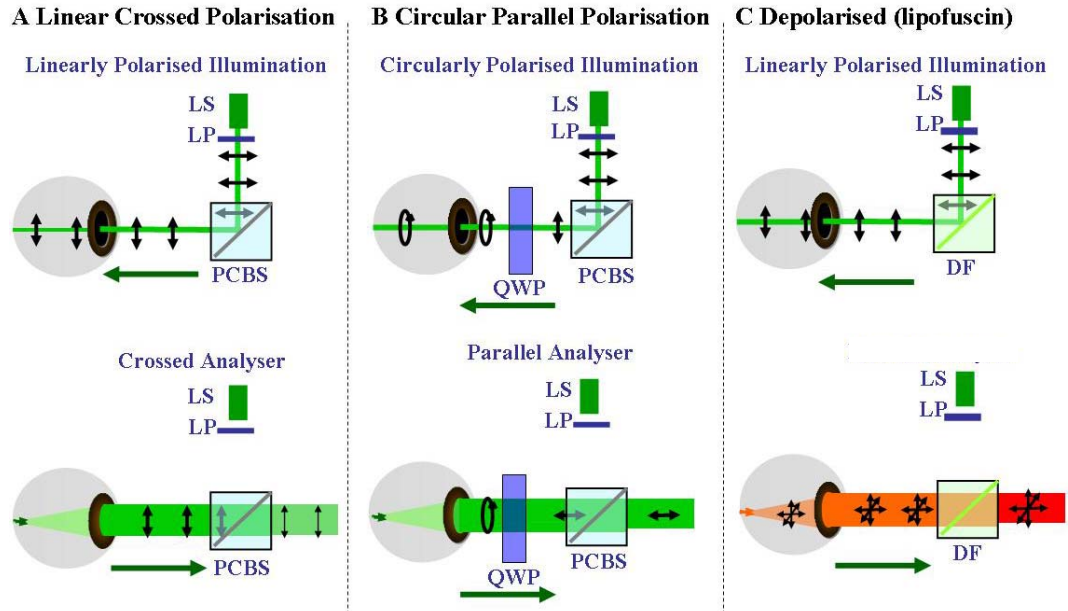 A Linear Crossed Polarisation
Linearly Polarised Illumination
LS
LP
PCBS
Crossed Analyser
LS
LP
PCBS
B Circular Parallel Polarisation
Circularly Polarised Illumination
LS
LP
QWP
PCBS
Parallel Analyser
LS
LP
QWP
PCBS
C Depolarised (lipofuscin)
Linearly Polarised Illumination
LS
LP
DF
LS
LP
DF